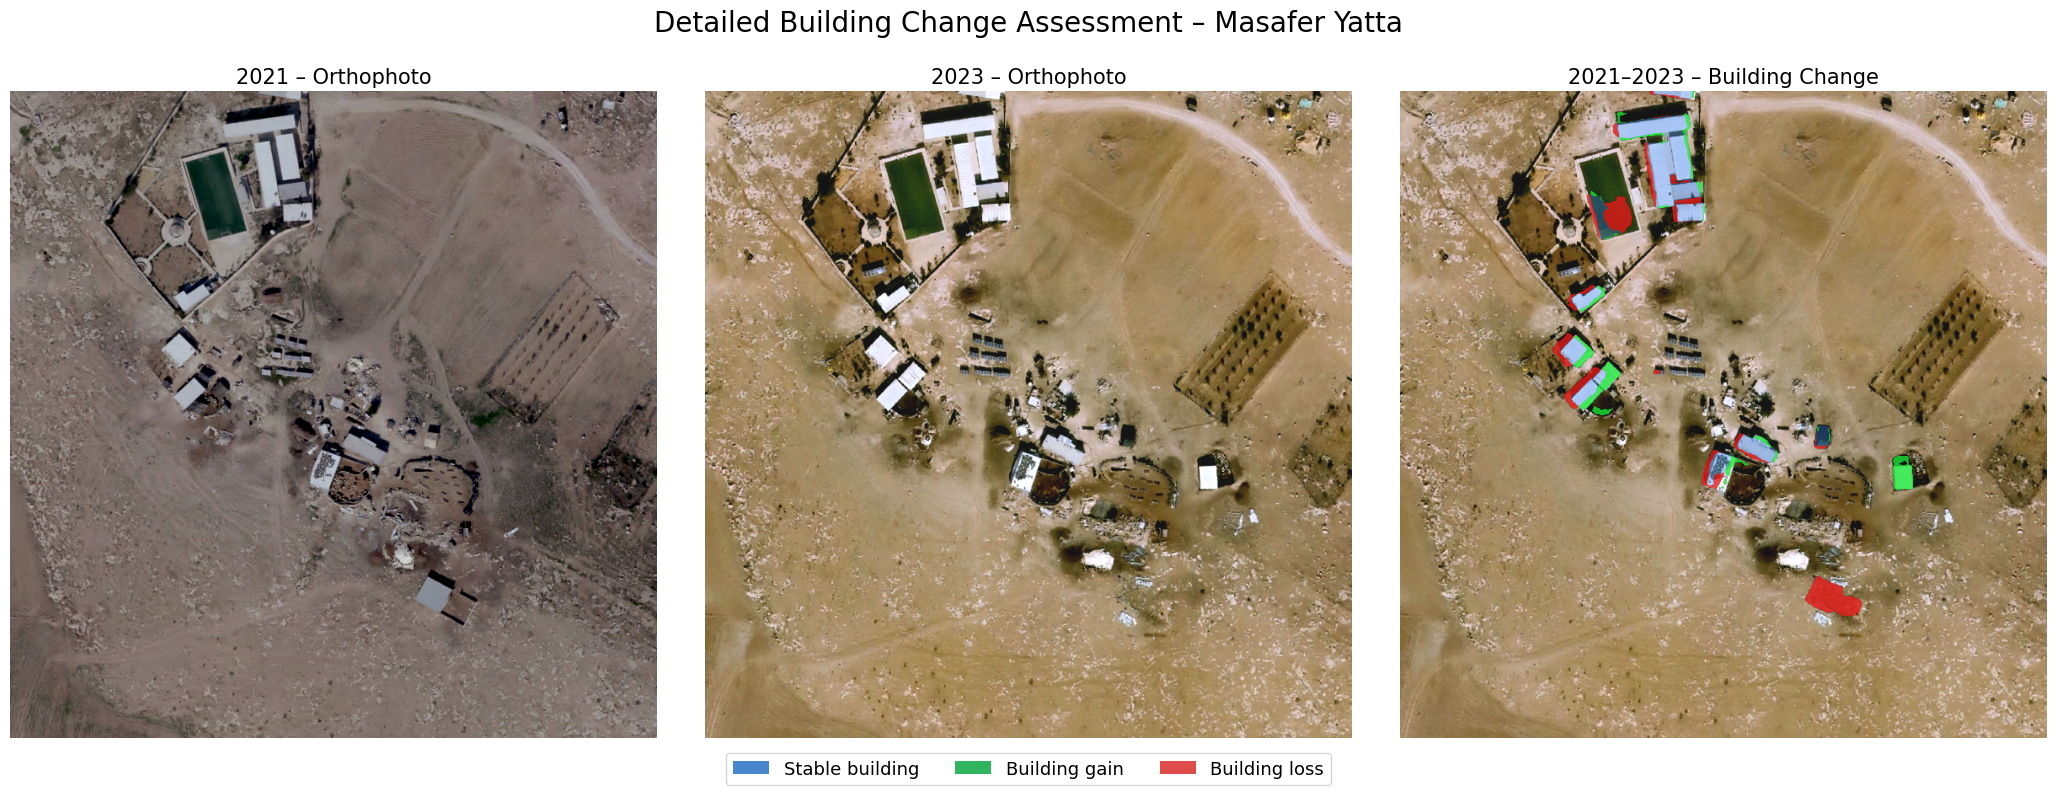 Detailed Building Change Assessment – Masafer Yatta
2021 – Orthophoto
2023 – Orthophoto
2021–2023 – Building Change
Stable building
Building gain
Building loss